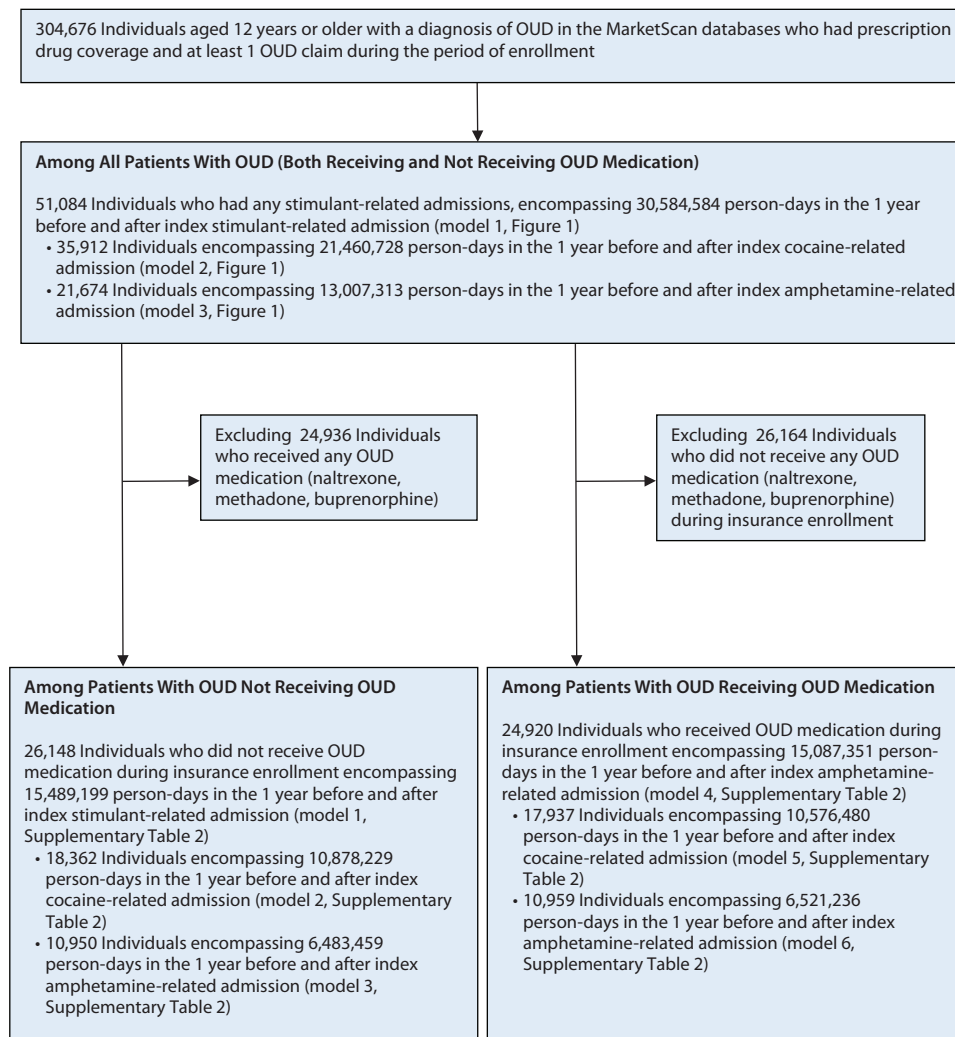 304,676 Individuals aged 12 years or older with a diagnosis of OUD in the MarketScan databases who had prescription
drug coverage and at least 1 OUD claim during the period of enrollment
Among All Patients With OUD (Both Receiving and Not Receiving OUD Medication)
51,084 Individuals who had any stimulant-related admissions, encompassing 30,584,584 person-days in the 1 year
before and after index stimulant-related admission (model 1, Figure 1)
• 35,912 Individuals encompassing 21,460,728 person-days in the 1 year before and after index cocaine-related
admission (model 2, Figure 1)
• 21,674 Individuals encompassing 13,007,313 person-days in the 1 year before and after index amphetamine-related
admission (model 3, Figure 1)
Excluding 24,936 Individuals
who received any OUD
medication (naltrexone,
methadone, buprenorphine)
Excluding 26,164 Individuals
who did not receive any OUD
medication (naltrexone,
methadone, buprenorphine)
during insurance enrollment
Among Patients With OUD Not Receiving OUD
Medication
26,148 Individuals who did not receive OUD
medication during insurance enrollment encompassing
15,489,199 person-days in the 1 year before and after
index stimulant-related admission (model 1,
Supplementary Table 2)
• 18,362 Individuals encompassing 10,878,229
person-days in the 1 year before and after index
cocaine-related admission (model 2, Supplementary
Table 2)
• 10,950 Individuals encompassing 6,483,459
person-days in the 1 year before and after index
amphetamine-related admission (model 3,
Supplementary Table 2)
Among Patients With OUD Receiving OUD Medication
24,920 Individuals who received OUD medication during
insurance enrollment encompassing 15,087,351 person-
days in the 1 year before and after index amphetamine-
related admission (model 4, Supplementary Table 2)
• 17,937 Individuals encompassing 10,576,480
person-days in the 1 year before and after index
cocaine-related admission (model 5, Supplementary
Table 2)
• 10,959 Individuals encompassing 6,521,236
person-days in the 1 year before and after index
amphetamine-related admission (model 6,
Supplementary Table 2)